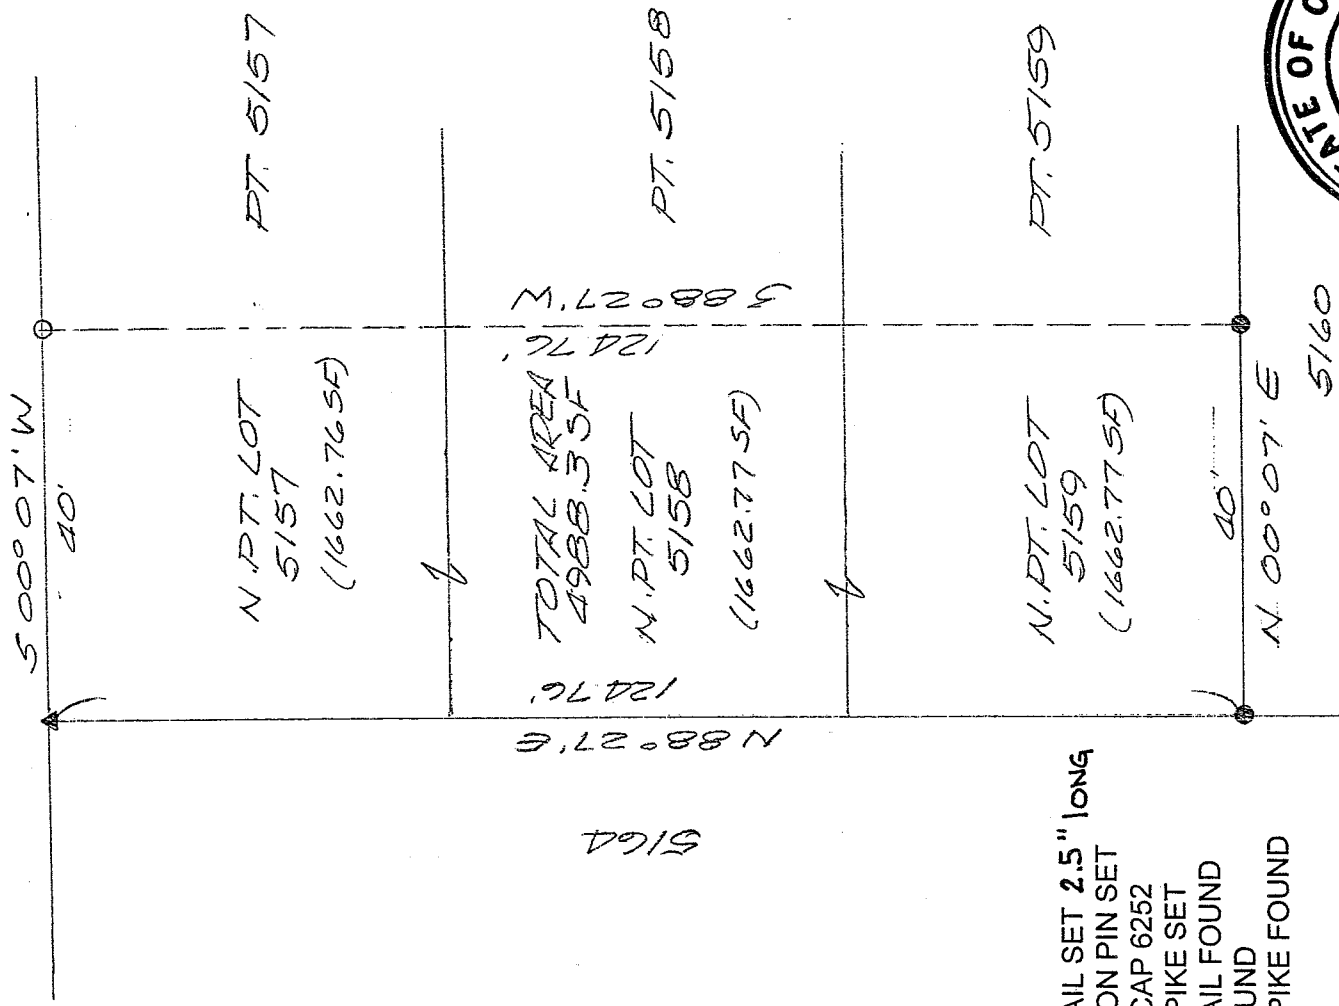 S 00° 07' W
40'
PT. 5157
N. PT. LOT
5157
(1662.76 SF)
PT. 5158
S 88° 27' W
124.76'
TOTAL AREA
4988.3 SF
N. PT. LOT
5158
(1662.77 SF)
124.76'
N 88° 27' E
5164
PT. 5159
N. PT. LOT
5159
(1662.77 SF)
40'
N. 00° 07' E
5160
AIL SET 2.5" LONG
ON PIN SET
CAP 6252
PIKE SET
AIL FOUND
UND
PIKE FOUND
ATE OF O